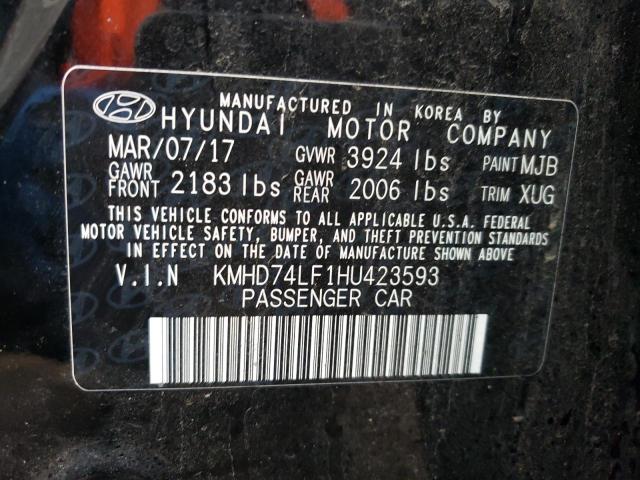 MANUFACTURED IN KOREA BY
HYUNDAI MOTOR COMPANY
MAR/07/17 GVWR 3924 lbs PAINT MJB
GAWR FRONT 2183 lbs GAWR REAR 2006 lbs TRIM XUG
THIS VEHICLE CONFORMS TO ALL APPLICABLE U.S.A. FEDERAL
MOTOR VEHICLE SAFETY, BUMPER, AND THEFT PREVENTION STANDARDS
IN EFFECT ON THE DATE OF MANUFACTURE SHOWN ABOVE
V.I.N KMHD74LF1HU423593
PASSENGER CAR